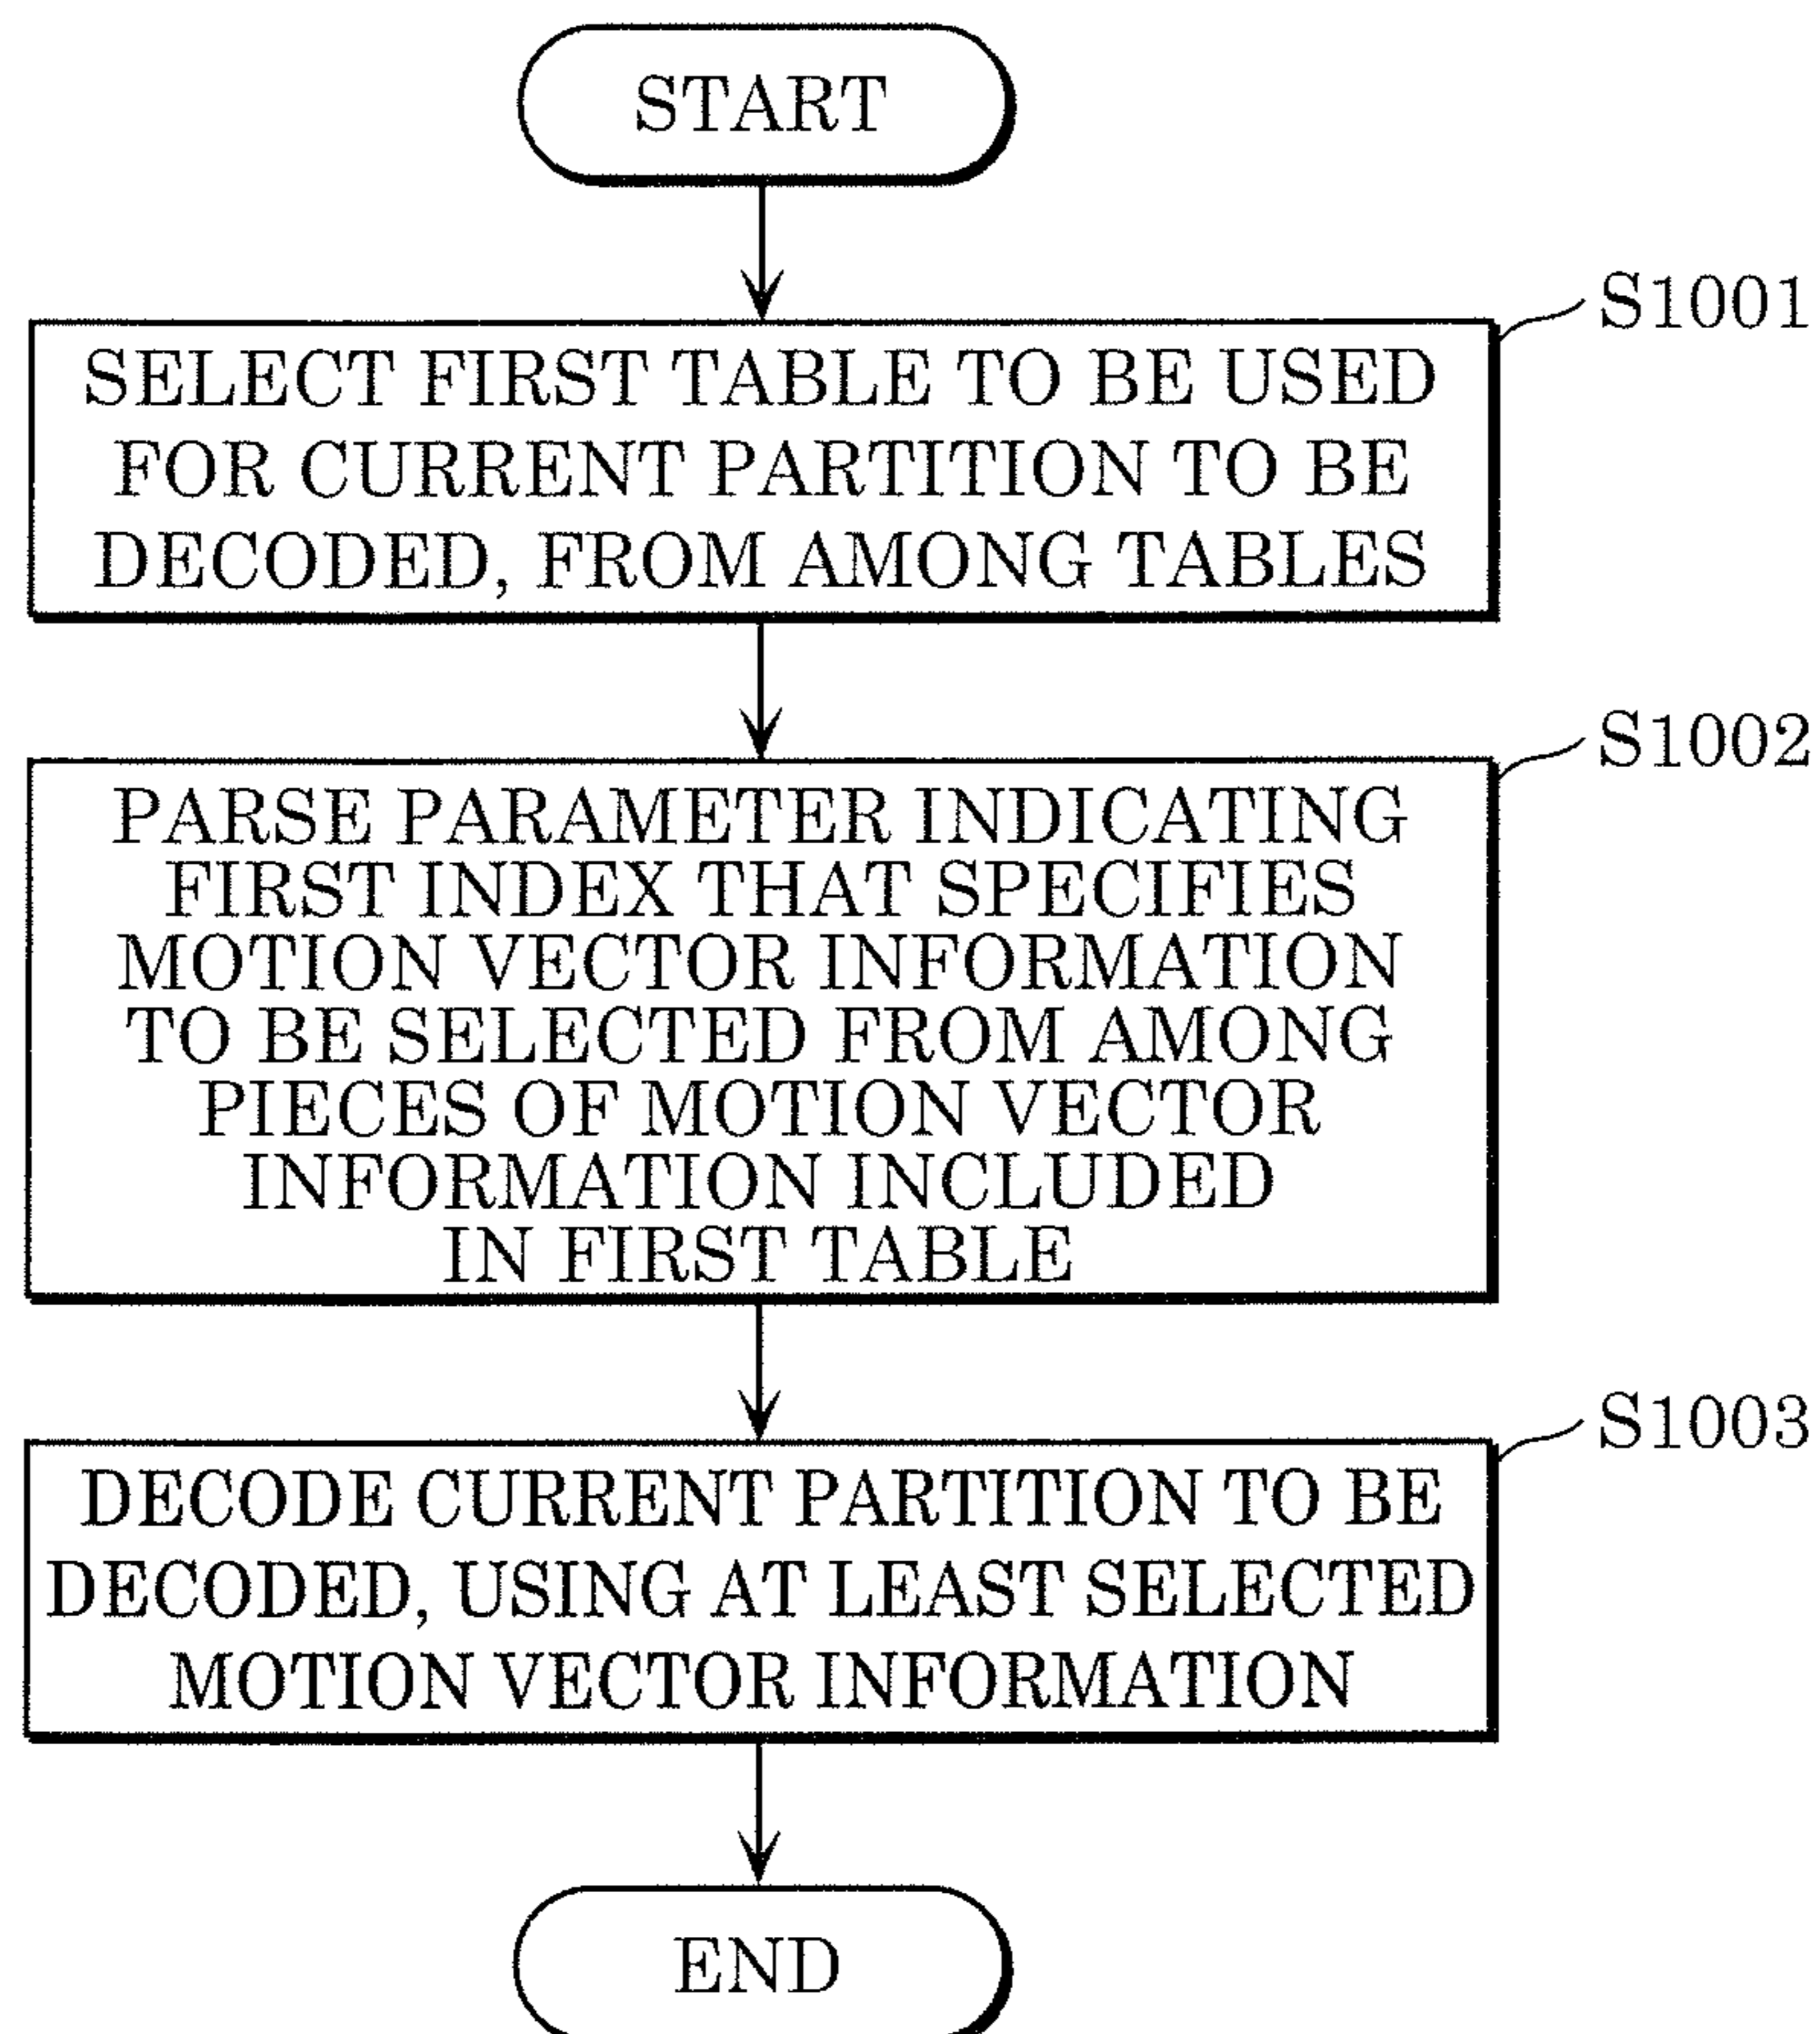 START
S1001
SELECT FIRST TABLE TO BE USED
FOR CURRENT PARTITION TO BE
DECODED, FROM AMONG TABLES
S1002
PARSE PARAMETER INDICATING
FIRST INDEX THAT SPECIFIES
MOTION VECTOR INFORMATION
TO BE SELECTED FROM AMONG
PIECES OF MOTION VECTOR
INFORMATION INCLUDED
IN FIRST TABLE
S1003
DECODE CURRENT PARTITION TO BE
DECODED, USING AT LEAST SELECTED
MOTION VECTOR INFORMATION
END